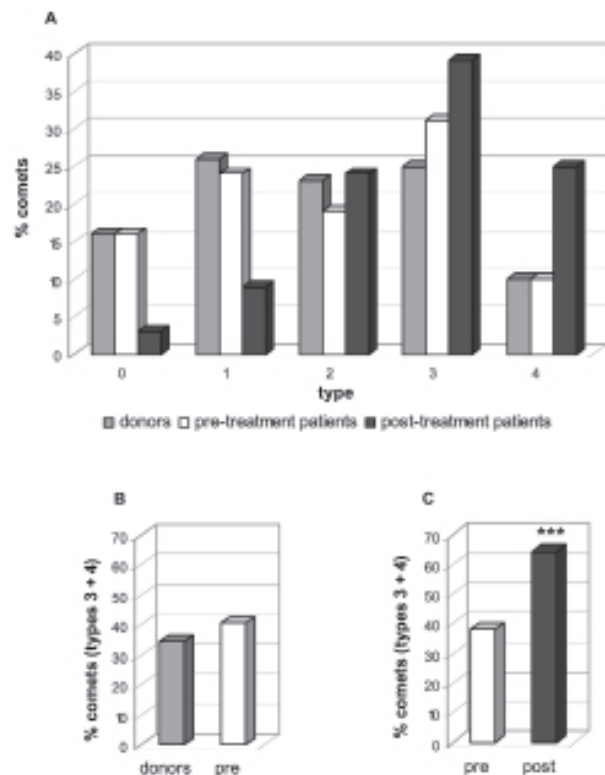 A
% comets
40
35
30
25
20
15
10
5
0
0 1 2 3 4
type
donors pre-treatment patients post-treatment patients
B
% comets (types 3 + 4)
70
60
50
40
30
20
10
0
donors pre
C
% comets (types 3 + 4)
70
60
50
40
30
20
10
0
***
pre post